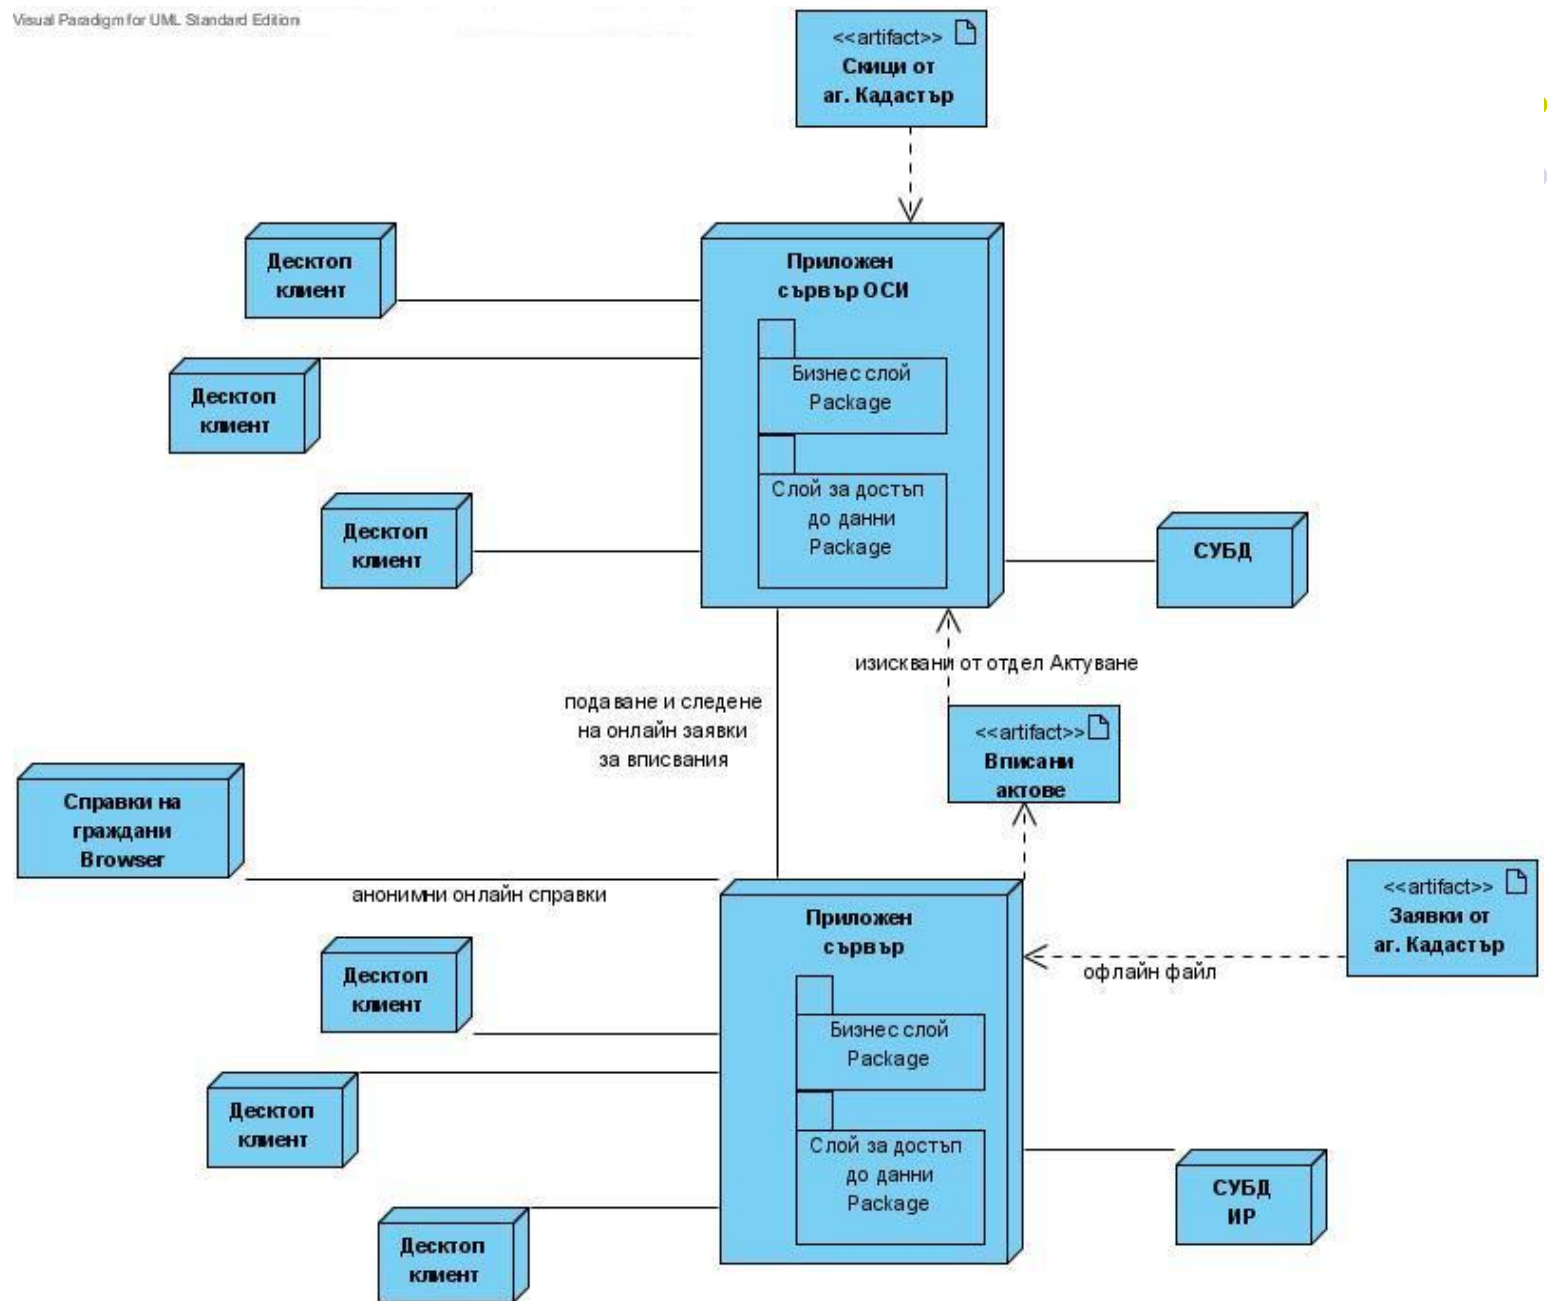 Visual Paradigm for UML Standard Edition
<<artifact>>
Скици от
аг. Кадастър
Десктоп
клиент
Приложен
сървър ОСИ
Бизнес слой
Package
Десктоп
клиент
Слой за достъп
до данни
Package
Десктоп
клиент
СУБД
изисквани от отдел Актуване
подаване и следене
на онлайн заявки
за вписвания
<<artifact>>
Вписани
актове
Справки на
граждани
Browser
анонимни онлайн справки
<<artifact>>
Заявки от
аг. Кадастър
Приложен
сървър
офлайн файл
Десктоп
клиент
Бизнес слой
Package
Десктоп
клиент
Слой за достъп
до данни
Package
СУБД
ИР
Десктоп
клиент